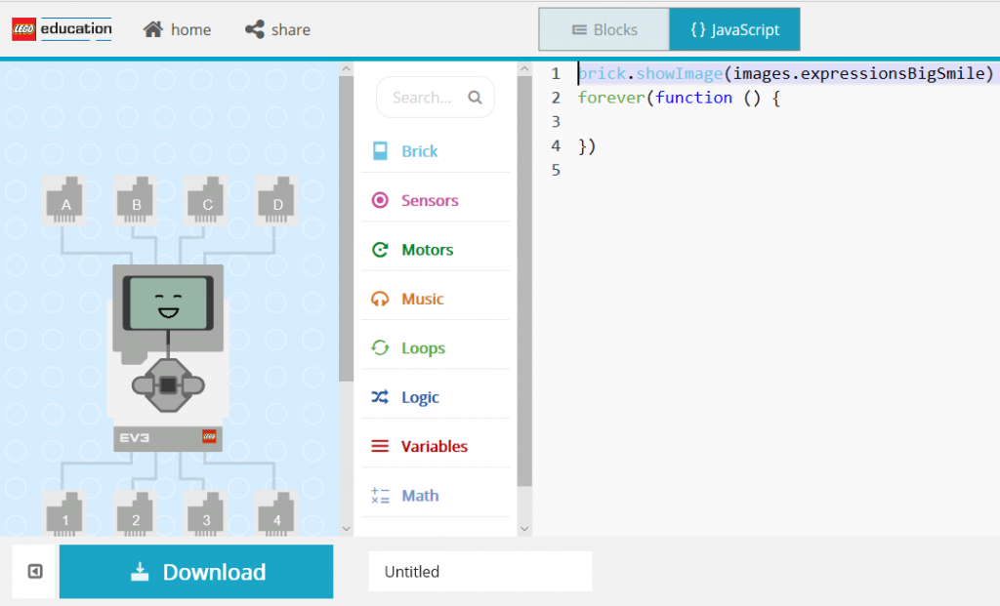 LEGO education home share Blocks {} JavaScript
Search...
Brick
Sensors
Motors
Music
Loops
Logic
Variables
Math
A B C D
EV3 LEGO
1 2 3 4
1 brick.showImage(images.expressionsBigSmile)
2 forever(function () {
3
4 })
5
Download
Untitled